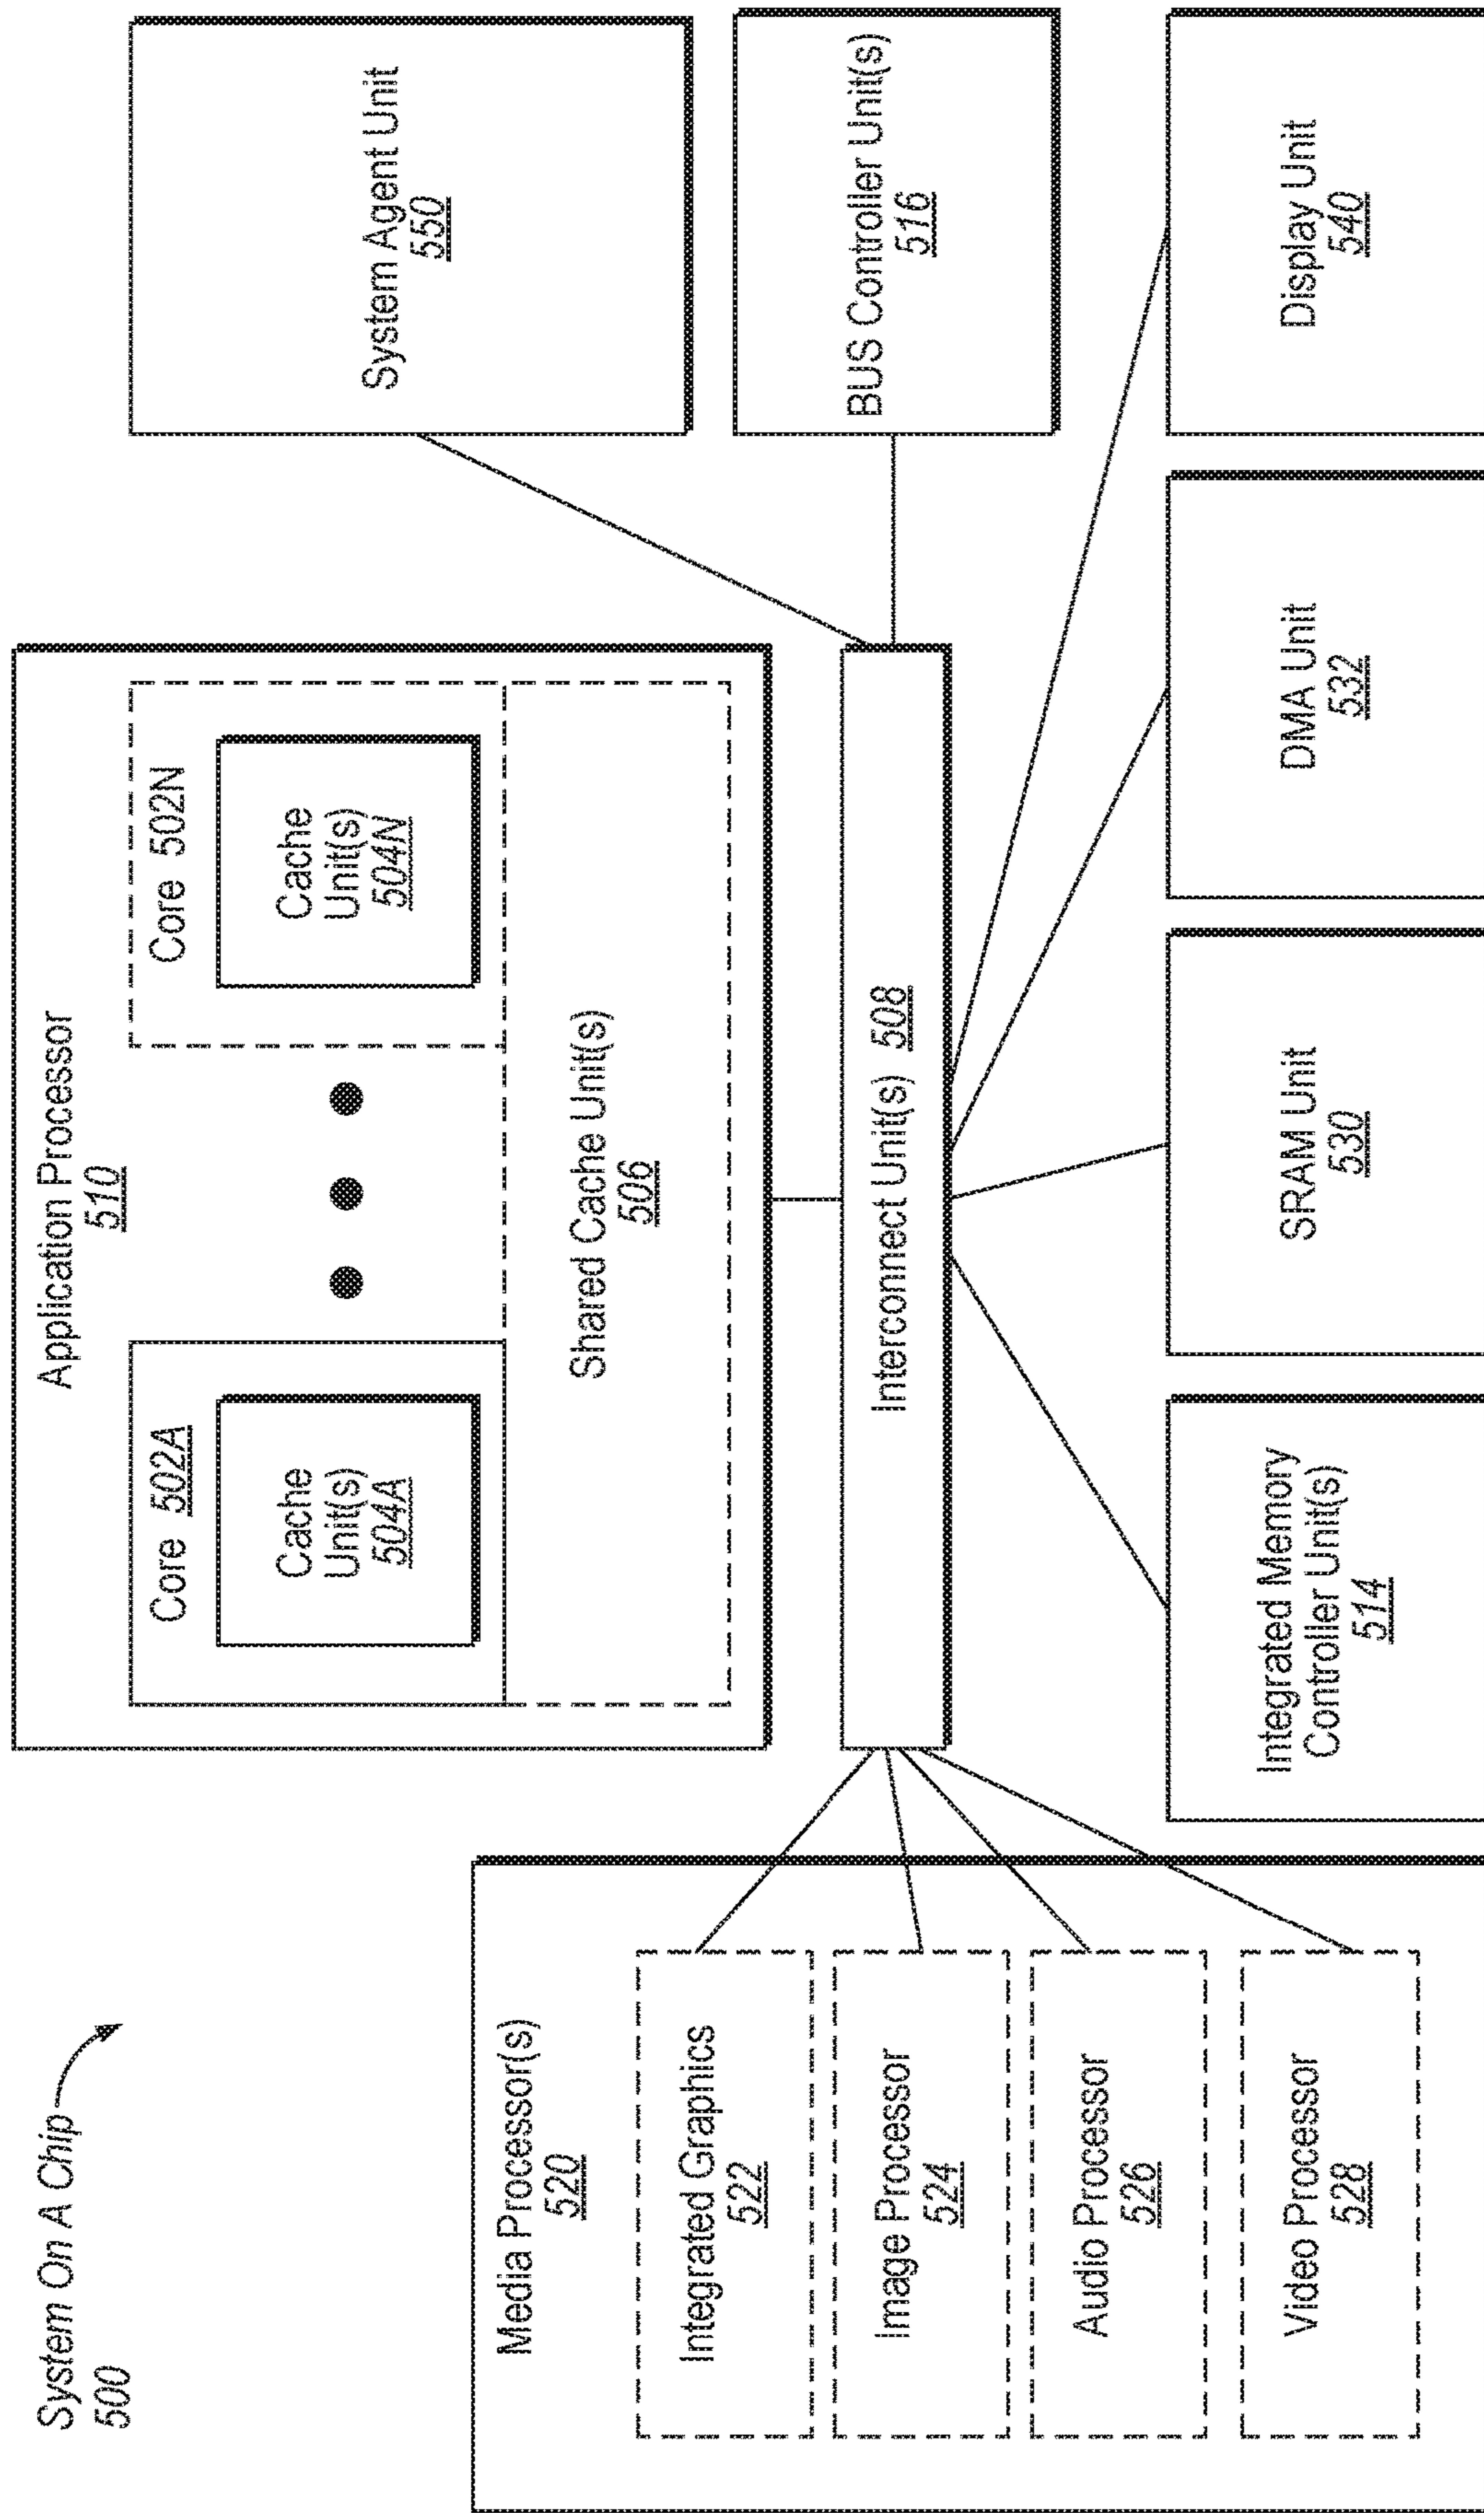 System On A Chip
500
Application Processor
510
Core 502A
Cache
Unit(s)
504A
Core 502N
Cache
Unit(s)
504N
Shared Cache Unit(s)
506
System Agent Unit
550
Media Processor(s)
520
Integrated Graphics
522
Image Processor
524
Audio Processor
526
Video Processor
528
Interconnect Unit(s) 508
BUS Controller Unit(s)
516
Integrated Memory
Controller Unit(s)
514
SRAM Unit
530
DMA Unit
532
Display Unit
540